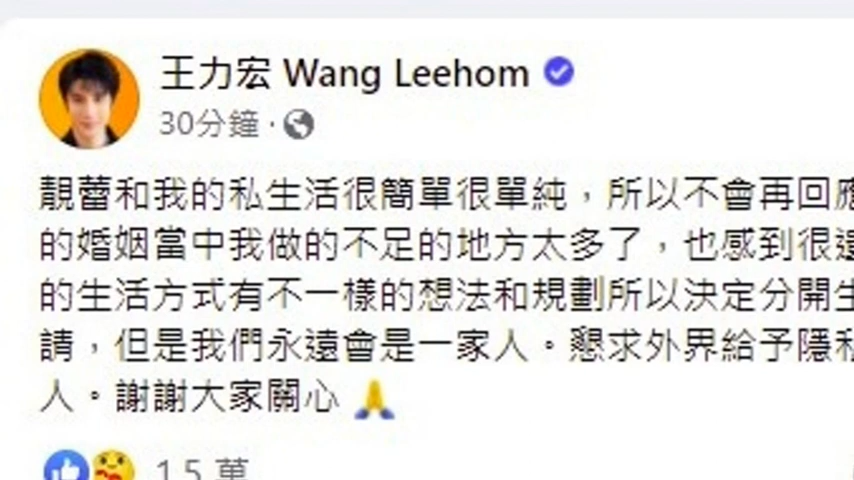 王力宏 Wang Leehom
30分鐘·
靚蕾和我的私生活很簡單很單純，所以不會再回應
的婚姻當中我做的不足的地方太多了，也感到很遺
的生活方式有不一樣的想法和規劃所以決定分開生
請，但是我們永遠會是一家人。懇求外界給予隱私
人。謝謝大家關心 🙏
1.5 萬